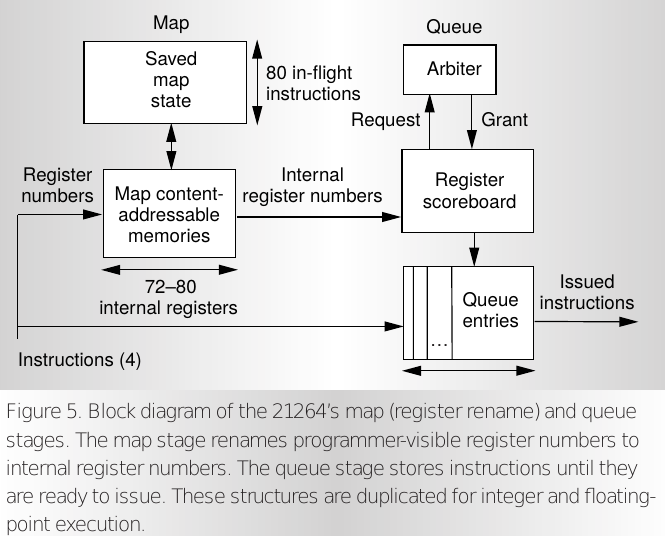 Map
Queue
Saved
map
state
80 in-flight
instructions
Arbiter
Request
Grant
Register
numbers
Map content-
addressable
memories
Internal
register numbers
Register
scoreboard
72–80
internal registers
Queue
entries
...
Issued
instructions
Instructions (4)
Figure 5. Block diagram of the 21264's map (register rename) and queue
stages. The map stage renames programmer-visible register numbers to
internal register numbers. The queue stage stores instructions until they
are ready to issue. These structures are duplicated for integer and floating-
point execution.